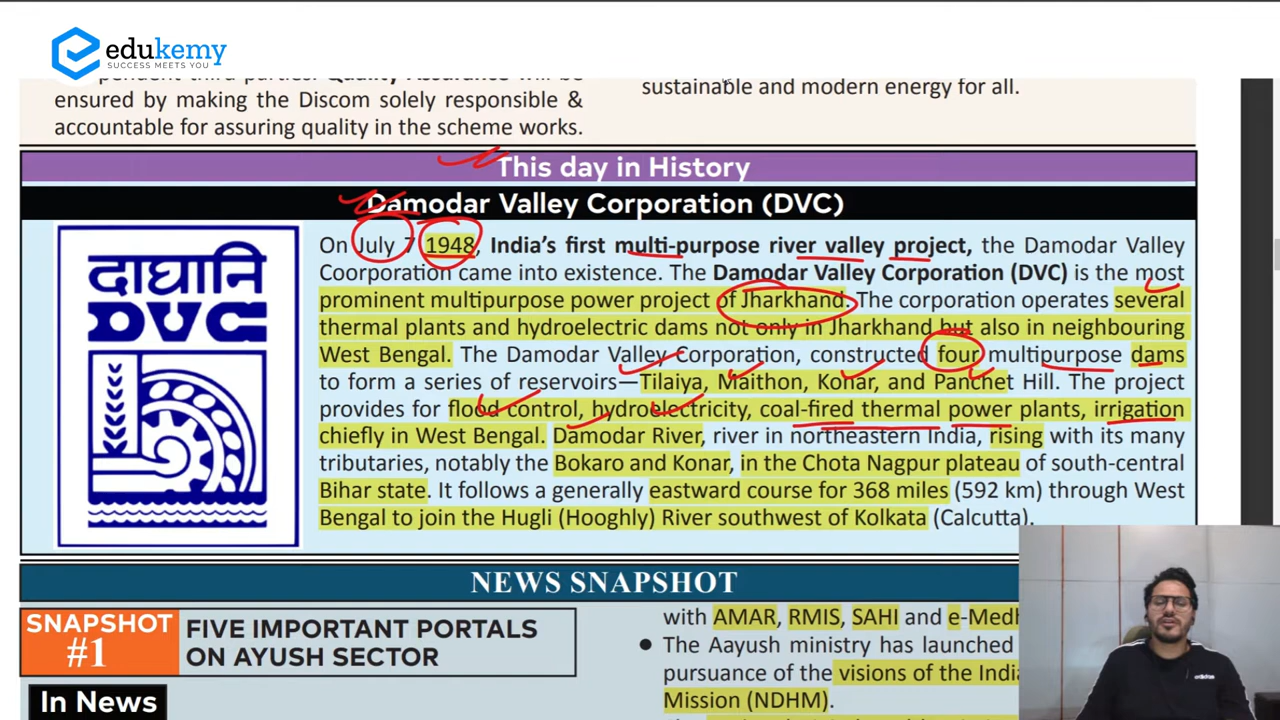 edukemy
SUCCESS MEETS YOU
ensured by making the Discom solely responsible &
accountable for assuring quality in the scheme works.
sustainable and modern energy for all.
This day in History
Damodar Valley Corporation (DVC)
दाघानि
DVC
On July 7 1948, India's first multi-purpose river valley project, the Damodar Valley
Coorporation came into existence. The Damodar Valley Corporation (DVC) is the most
prominent multipurpose power project of Jharkhand. The corporation operates several
thermal plants and hydroelectric dams not only in Jharkhand but also in neighbouring
West Bengal. The Damodar Valley Corporation, constructed four multipurpose dams
to form a series of reservoirs—Tilaiya, Maithon, Konar, and Panchet Hill. The project
provides for flood control, hydroelectricity, coal-fired thermal power plants, irrigation
chiefly in West Bengal. Damodar River, river in northeastern India, rising with its many
tributaries, notably the Bokaro and Konar, in the Chota Nagpur plateau of south-central
Bihar state. It follows a generally eastward course for 368 miles (592 km) through West
Bengal to join the Hugli (Hooghly) River southwest of Kolkata (Calcutta).
NEWS SNAPSHOT
SNAPSHOT
#1
FIVE IMPORTANT PORTALS
ON AYUSH SECTOR
In News
with AMAR, RMIS, SAHI and e-Medh
● The Aayush ministry has launched
pursuance of the visions of the India
Mission (NDHM).